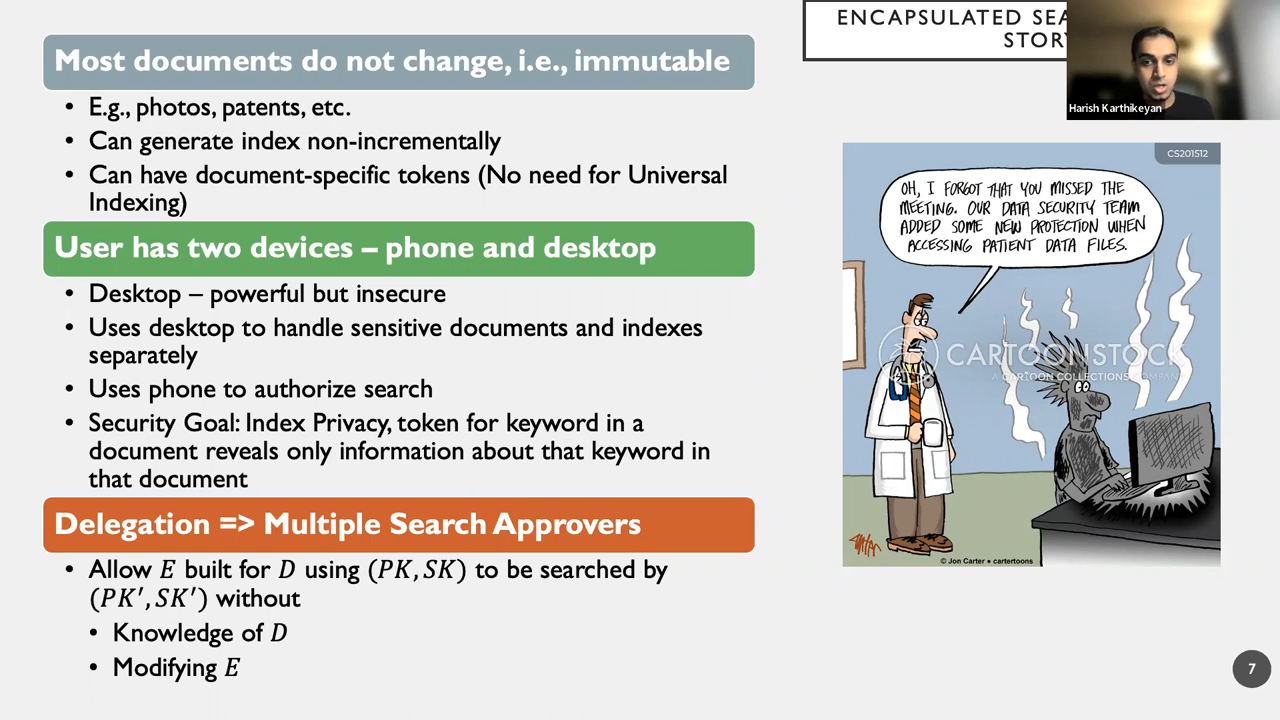 ENCAPSULATED
Harish Karthikeyan
Most documents do not change, i.e., immutable
• E.g., photos, patents, etc.
• Can generate index non-incrementally
• Can have document-specific tokens (No need for Universal
Indexing)
User has two devices – phone and desktop
• Desktop – powerful but insecure
• Uses desktop to handle sensitive documents and indexes
separately
• Uses phone to authorize search
• Security Goal: Index Privacy, token for keyword in a
document reveals only information about that keyword in
that document
Delegation => Multiple Search Approvers
• Allow E built for D using (PK, SK) to be searched by
(PK′, SK′) without
• Knowledge of D
• Modifying E
CS201512
OH, I FORGOT THAT YOU MISSED THE
MEETING. OUR DATA SECURITY TEAM
ADDED SOME NEW PROTECTION WHEN
ACCESSING PATIENT DATA FILES.
CARTOONSTOCK
A CARTOON COLLECTIONS COMPANY
© Jon Carter • cartertoons
7